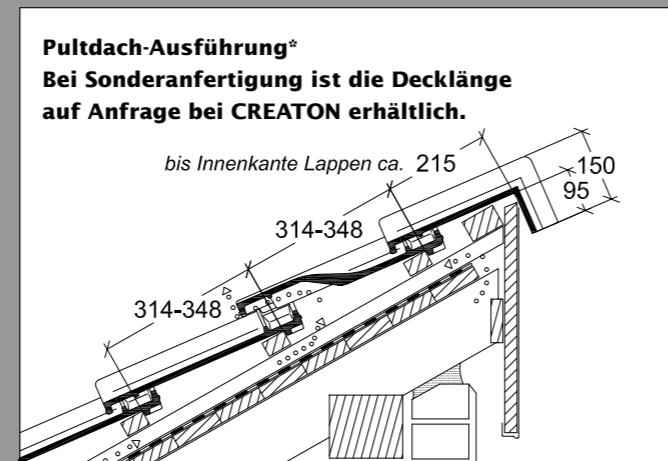 Pultdach-Ausführung*
Bei Sonderanfertigung ist die Decklänge
auf Anfrage bei CREATON erhältlich.
bis Innenkante Lappen ca. 215
150
95
314-348
314-348